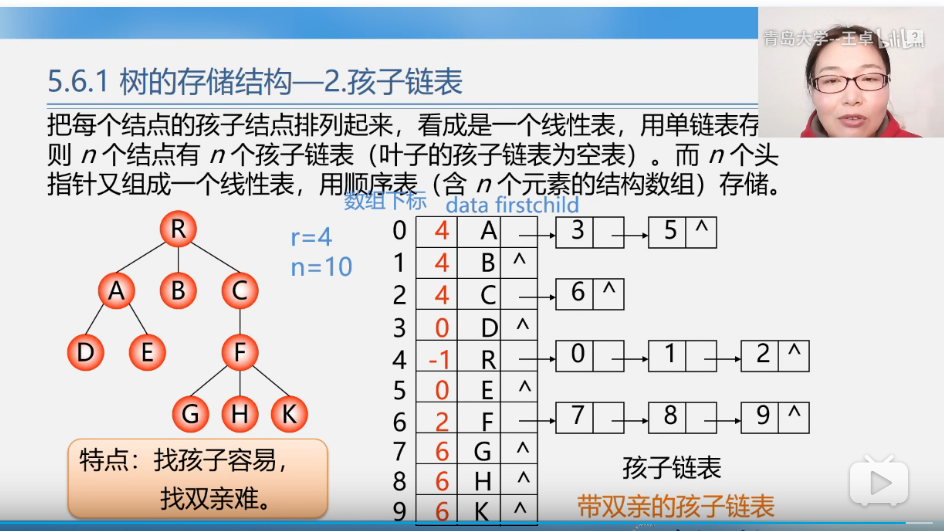 青岛大学-王卓
5.6.1 树的存储结构—2.孩子链表
把每个结点的孩子结点排列起来，看成是一个线性表，用单链表存
则 n 个结点有 n 个孩子链表（叶子的孩子链表为空表）。而 n 个头
指针又组成一个线性表，用顺序表（含 n 个元素的结构数组）存储。
数组下标 data firstchild
R
A B C
D E F
G H K
r=4
n=10
0 4 A 3 5 ^
1 4 B ^
2 4 C 6 ^
3 0 D ^
4 -1 R 0 1 2 ^
5 0 E ^
6 2 F 7 8 9 ^
7 6 G ^
8 6 H ^
9 6 K ^
特点：找孩子容易，
找双亲难。
孩子链表
带双亲的孩子链表